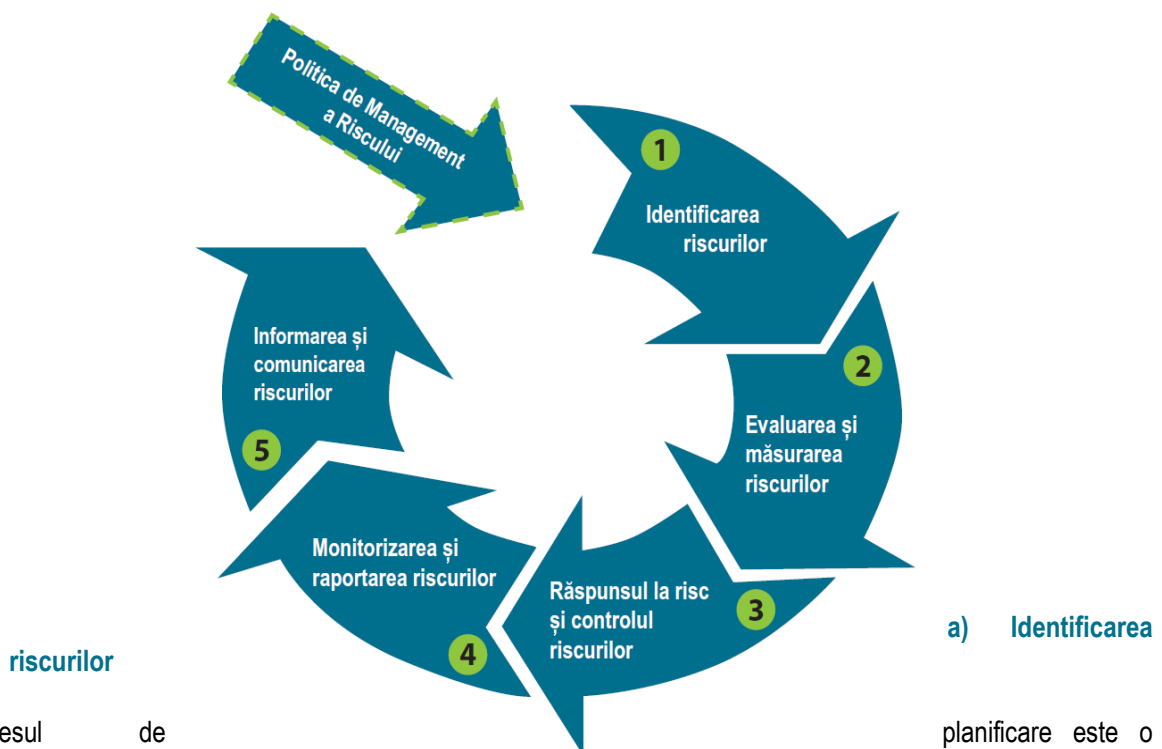 Politica de Management
a Riscului
1
Identificarea
riscurilor
2
Evaluarea și
măsurarea
riscurilor
3
Răspunsul la risc
și controlul
riscurilor
4
Monitorizarea și
raportarea riscurilor
5
Informarea și
comunicarea
riscurilor
a) Identificarea
riscurilor
de planificare este o